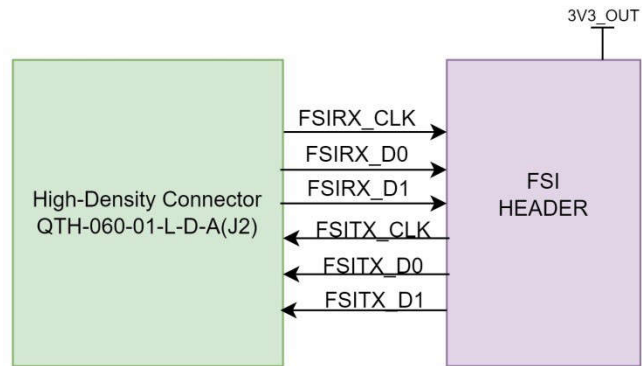 3V3_OUT
FSIRX_CLK
FSIRX_D0
FSIRX_D1
FSITX_CLK
FSITX_D0
FSITX_D1
High-Density Connector
QTH-060-01-L-D-A(J2)
FSI
HEADER